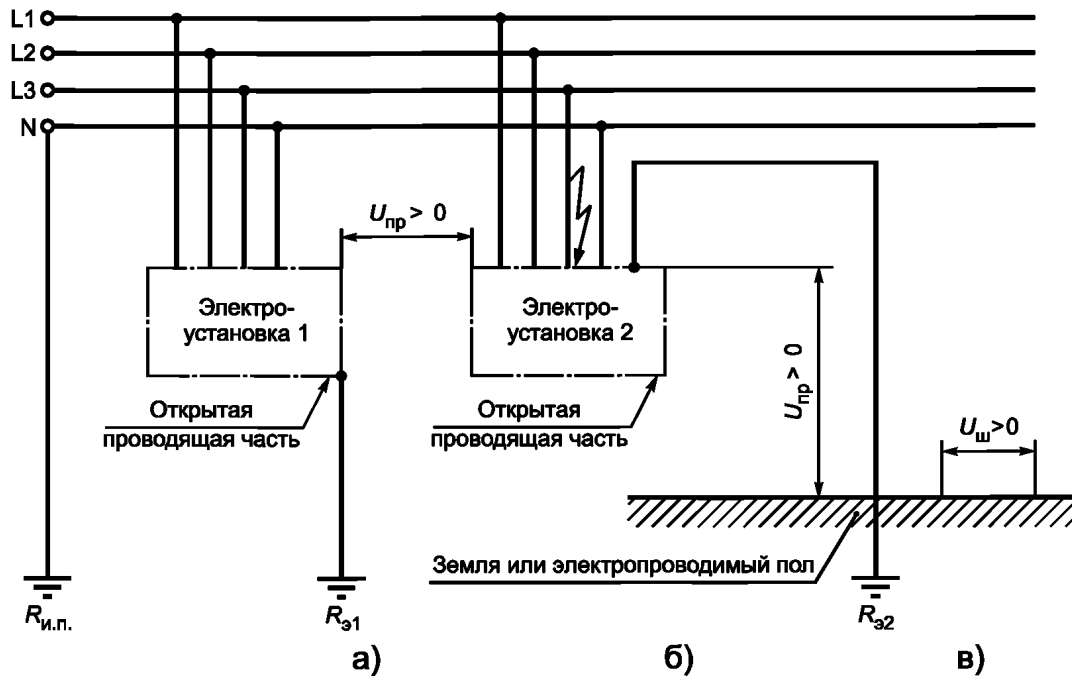 L1
L2
L3
N
Uпр > 0
Электро-
установка 1
Электро-
установка 2
Uпр > 0
Открытая
проводящая часть
Открытая
проводящая часть
Uш>0
Земля или электропроводимый пол
Rи.п.
Rэ1
Rэ2
а)
б)
в)